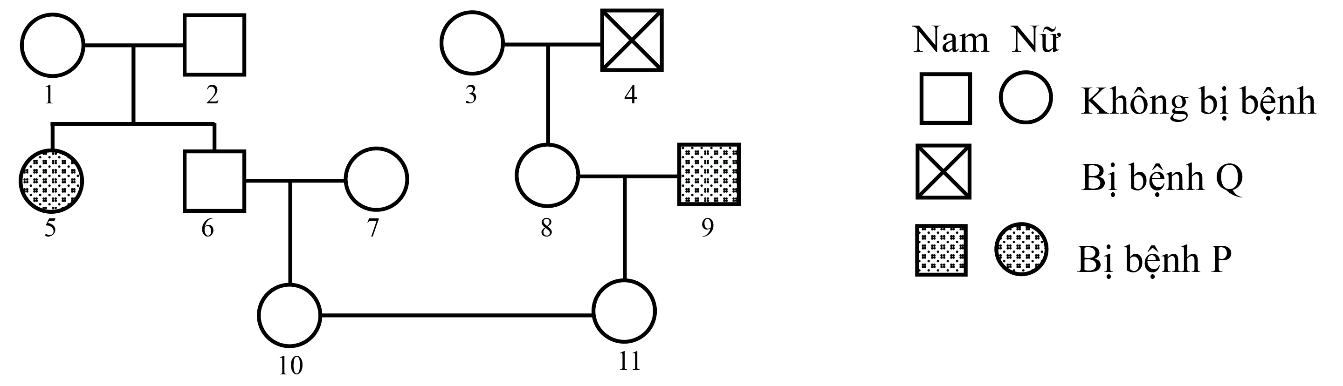 Nam Nữ
Không bị bệnh
Bị bệnh Q
Bị bệnh P
1 2 3 4
5 6 7 8 9
10 11